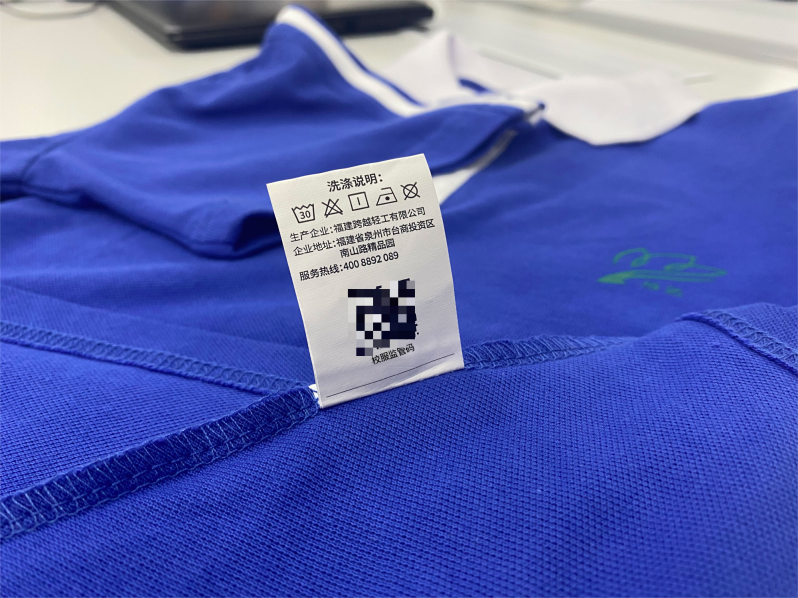 洗涤说明：
30
生产企业：福建跨越轻工有限公司
企业地址：福建省泉州市台商投资区
南山路精品园
服务热线：400 8892 089
校服监管码